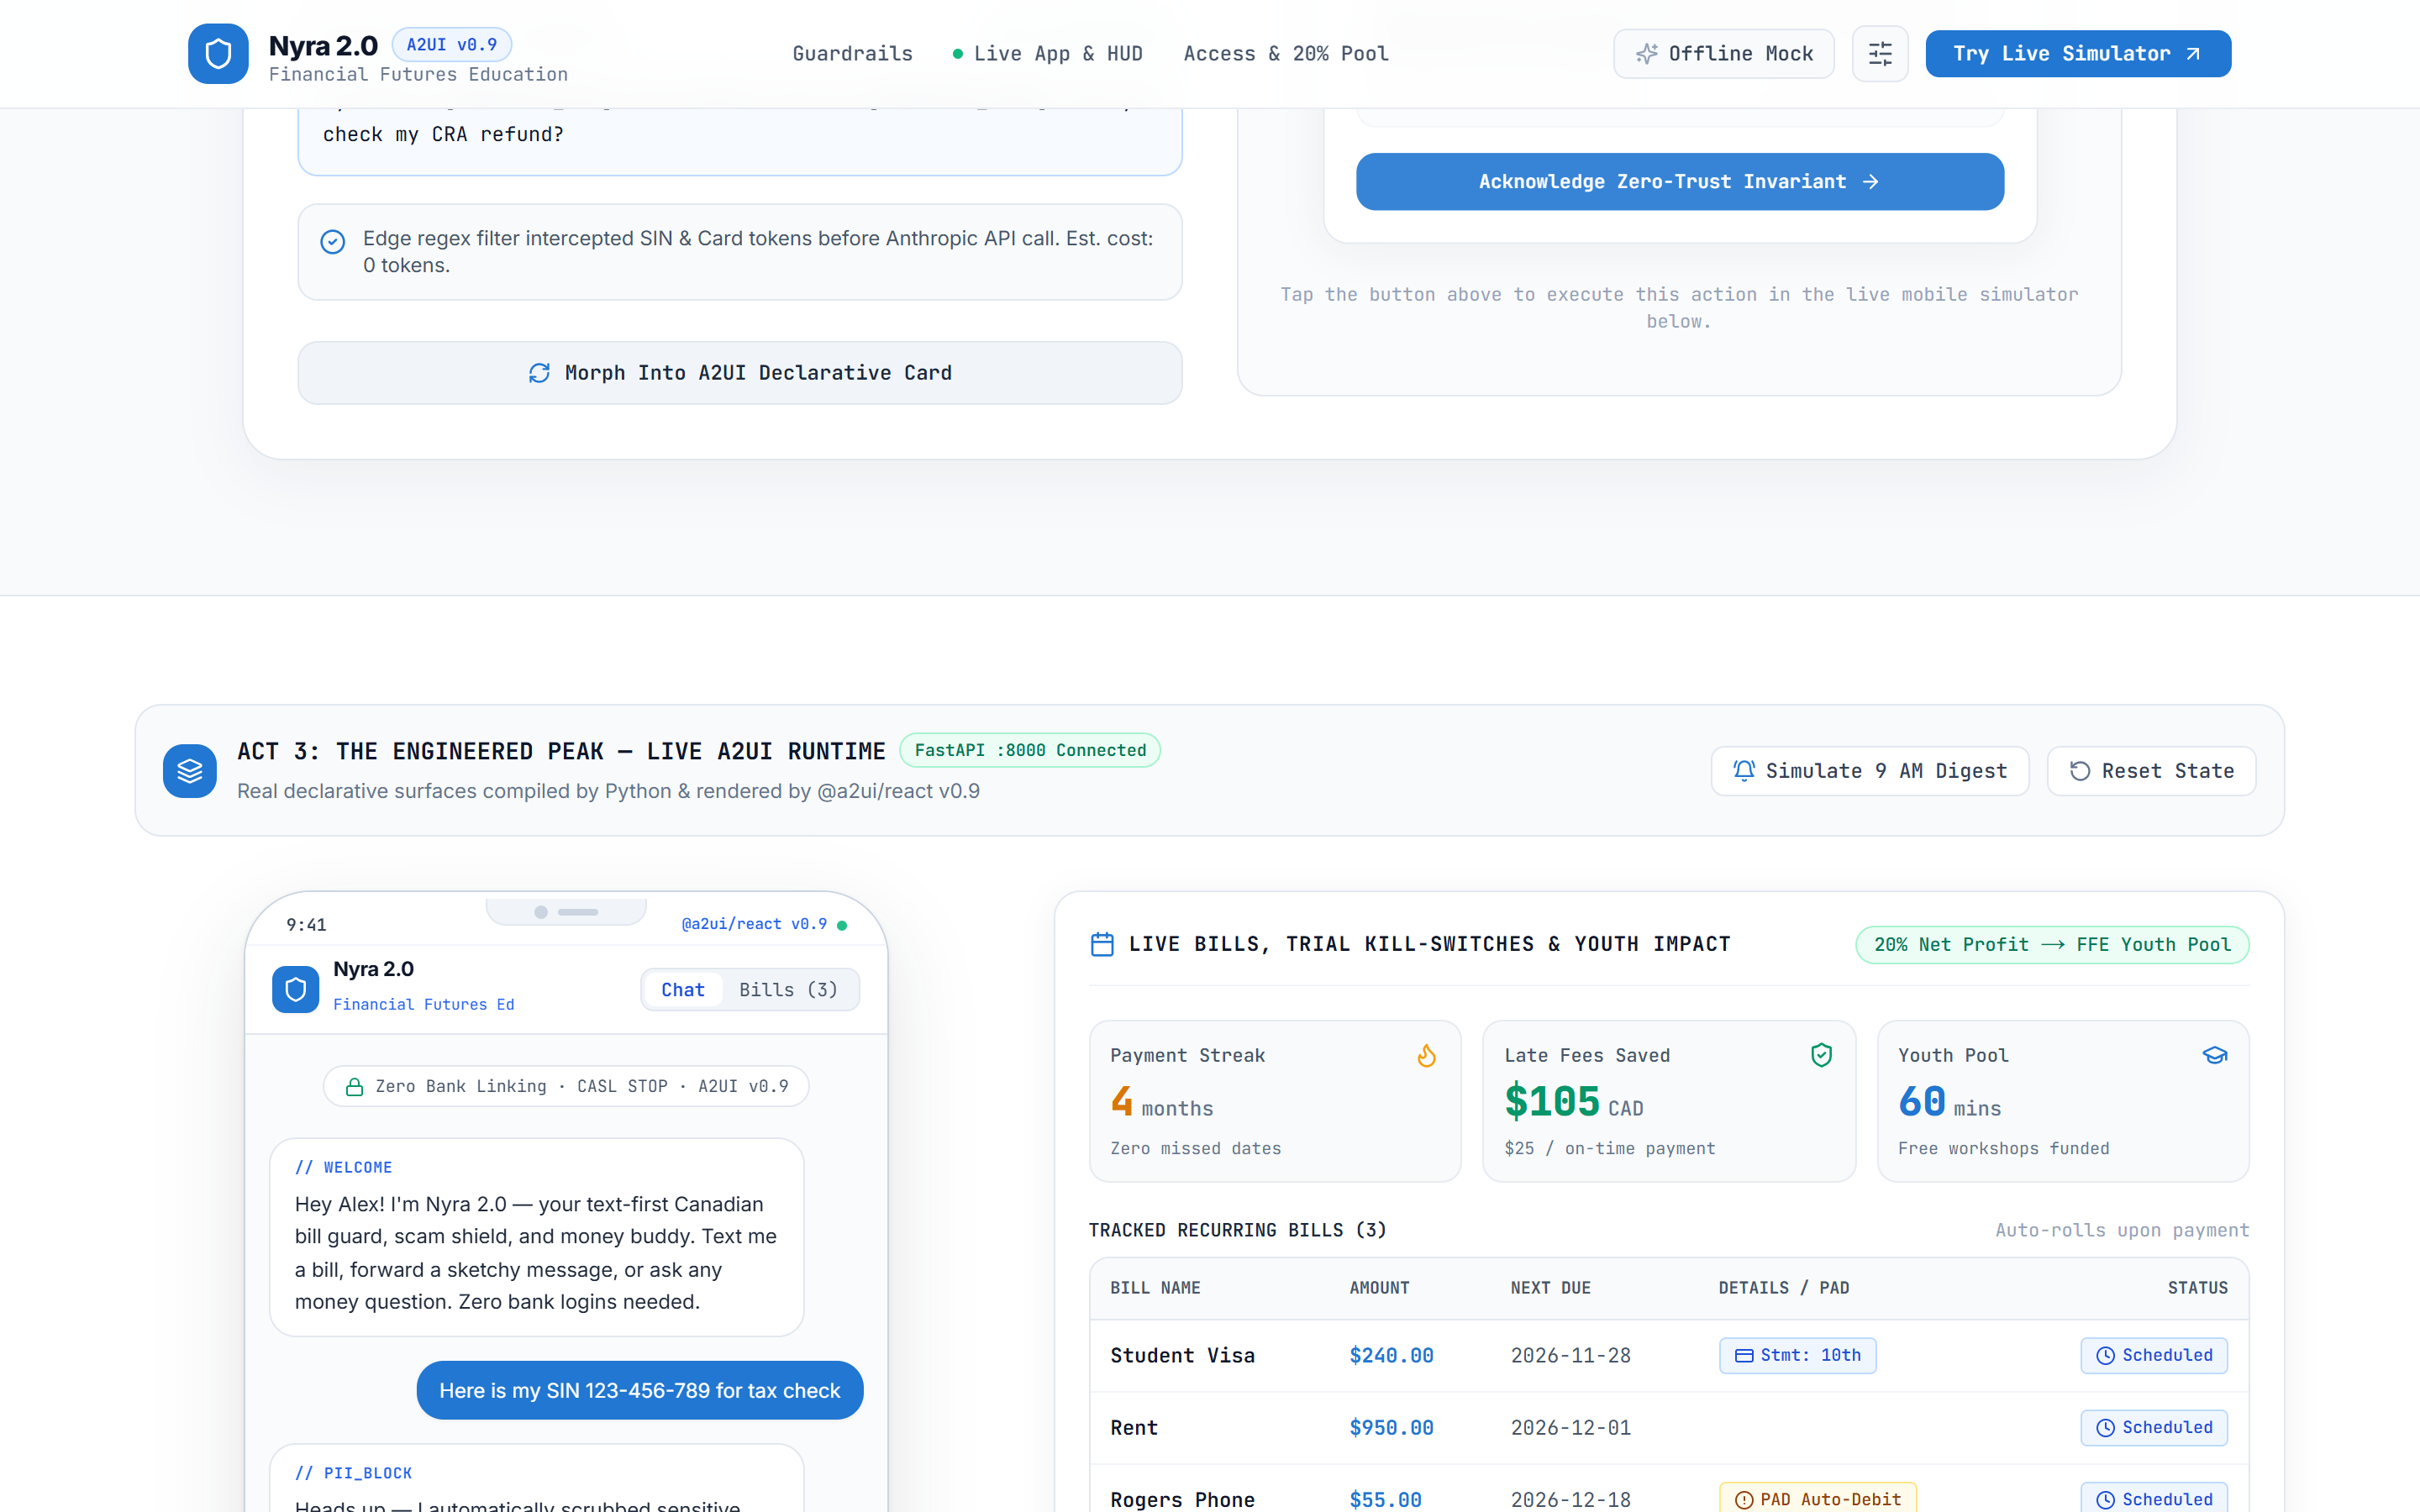 Nyra 2.0
A2UI v0.9
Financial Futures Education
Guardrails
Live App & HUD
Access & 20% Pool
Offline Mock
Try Live Simulator
check my CRA refund?
Edge regex filter intercepted SIN & Card tokens before Anthropic API call. Est. cost:
0 tokens.
Morph Into A2UI Declarative Card
Acknowledge Zero-Trust Invariant →
Tap the button above to execute this action in the live mobile simulator
below.
ACT 3: THE ENGINEERED PEAK — LIVE A2UI RUNTIME
FastAPI :8000 Connected
Real declarative surfaces compiled by Python & rendered by @a2ui/react v0.9
Simulate 9 AM Digest
Reset State
9:41
@a2ui/react v0.9
Nyra 2.0
Financial Futures Ed
Chat
Bills (3)
Zero Bank Linking · CASL STOP · A2UI v0.9
// WELCOME
Hey Alex! I'm Nyra 2.0 — your text-first Canadian
bill guard, scam shield, and money buddy. Text me
a bill, forward a sketchy message, or ask any
money question. Zero bank logins needed.
Here is my SIN 123-456-789 for tax check
// PII_BLOCK
Heads up — I automatically scrubbed sensitive
LIVE BILLS, TRIAL KILL-SWITCHES & YOUTH IMPACT
20% Net Profit ⟶ FFE Youth Pool
Payment Streak
4 months
Zero missed dates
Late Fees Saved
$105 CAD
$25 / on-time payment
Youth Pool
60 mins
Free workshops funded
TRACKED RECURRING BILLS (3)
Auto-rolls upon payment
BILL NAME AMOUNT NEXT DUE DETAILS / PAD STATUS
Student Visa $240.00 2026-11-28 Stmt: 10th Scheduled
Rent $950.00 2026-12-01 Scheduled
Rogers Phone $55.00 2026-12-18 PAD Auto-Debit Scheduled